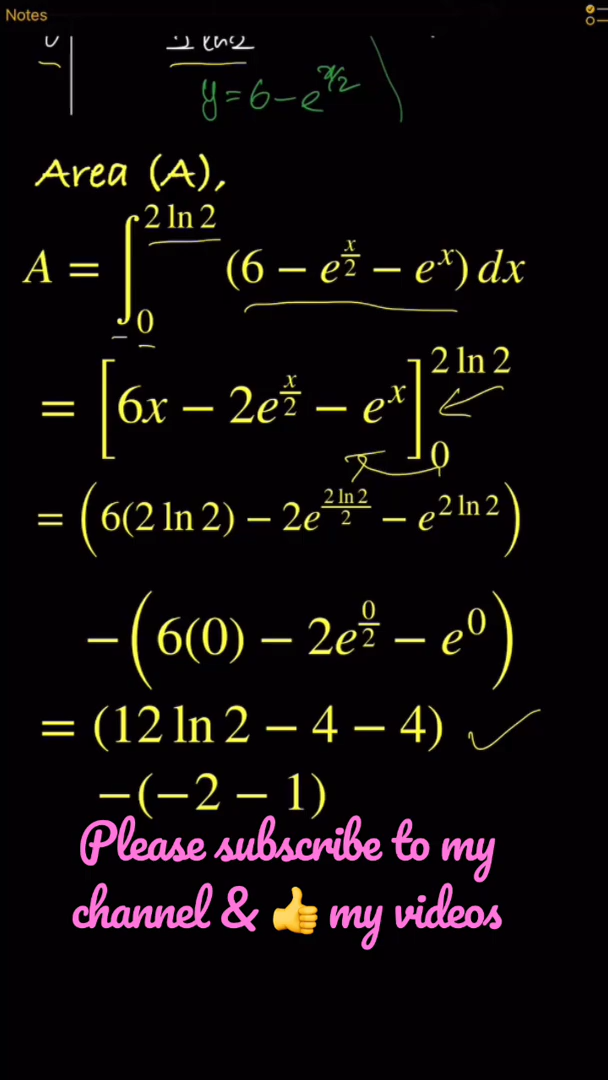 Notes
y = 6 − e^{x/2}
Area (A),
A = ∫_0^{2 ln 2} (6 − e^{x/2} − e^x) dx
= [6x − 2e^{x/2} − e^x]_0^{2 ln 2}
= (6(2 ln 2) − 2e^{2 ln 2/2} − e^{2 ln 2})
−(6(0) − 2e^{0/2} − e^0)
= (12 ln 2 − 4 − 4) ✓
−(−2 − 1)
Please subscribe to my
channel & 👍 my videos